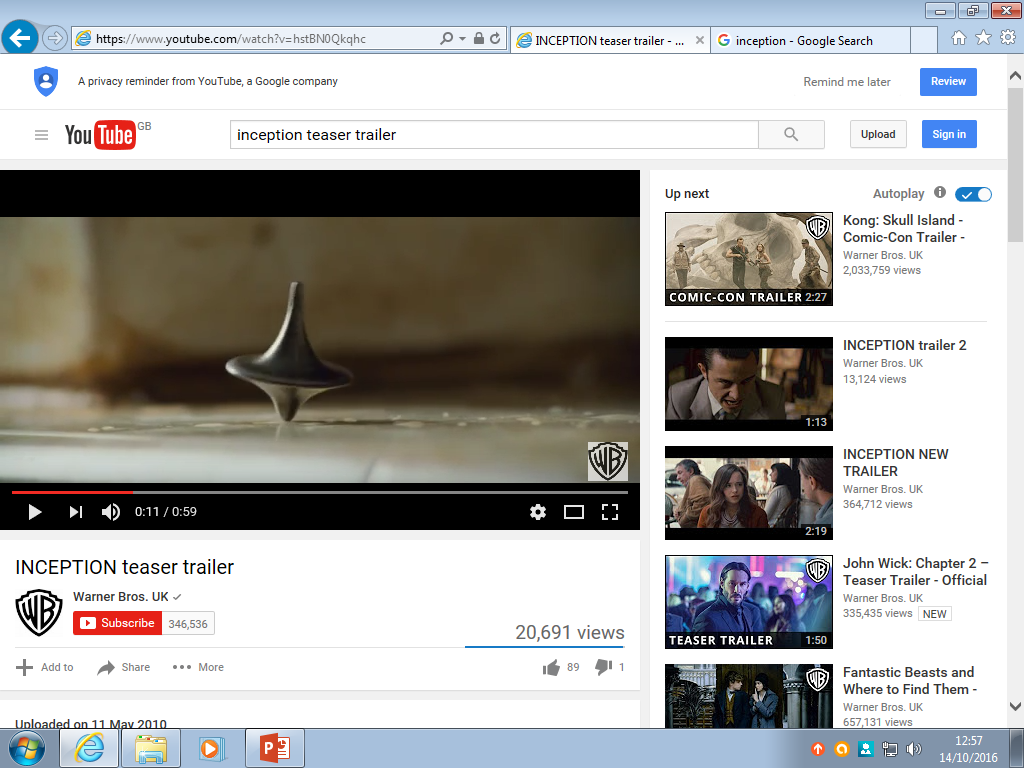 https://www.youtube.com/watch?v=hstBN0Qkqhc
INCEPTION teaser trailer - ...
inception - Google Search
A privacy reminder from YouTube, a Google company
Remind me later
Review
YouTube GB
inception teaser trailer
Upload
Sign in
WB
0:11 / 0:59
INCEPTION teaser trailer
WB
Warner Bros. UK
Subscribe
346,536
20,691 views
Add to
Share
More
89
1
Uploaded on 11 May 2010
Up next
Autoplay
WB
COMIC-CON TRAILER 2:27
Kong: Skull Island -
Comic-Con Trailer -
Warner Bros. UK
2,033,759 views
1:13
INCEPTION trailer 2
Warner Bros. UK
13,124 views
2:19
INCEPTION NEW
TRAILER
Warner Bros. UK
364,712 views
WB
TEASER TRAILER 1:50
John Wick: Chapter 2 –
Teaser Trailer - Official
Warner Bros. UK
335,435 views NEW
WB
Fantastic Beasts and
Where to Find Them -
Warner Bros. UK
657,131 views
12:57
14/10/2016